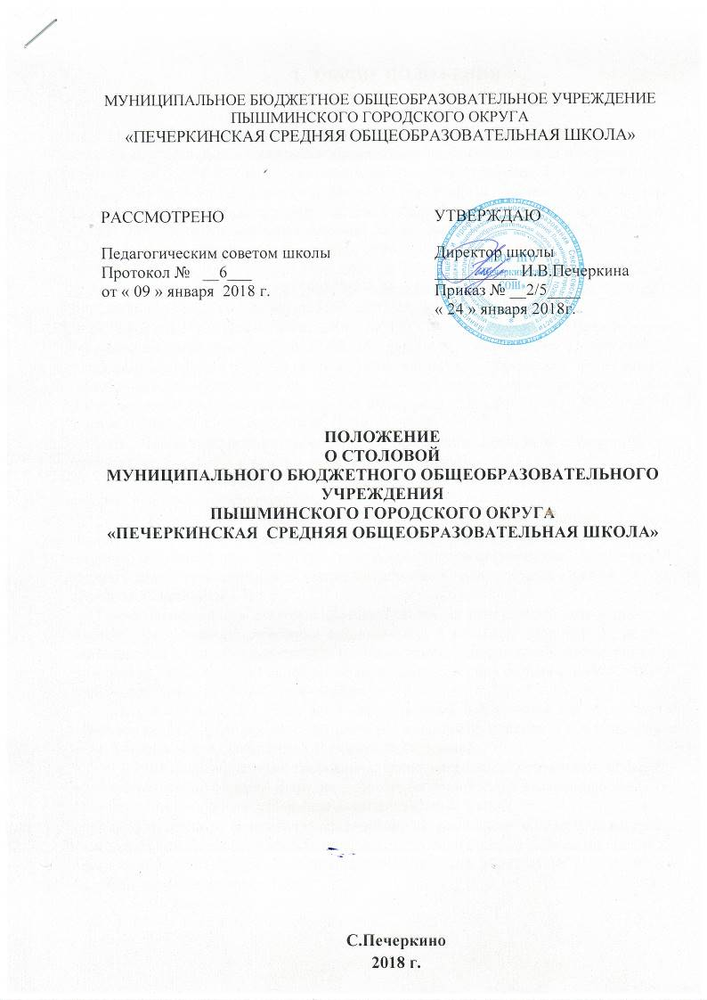 МУНИЦИПАЛЬНОЕ БЮДЖЕТНОЕ ОБЩЕОБРАЗОВАТЕЛЬНОЕ УЧРЕЖДЕНИЕ
ПЫШМИНСКОГО ГОРОДСКОГО ОКРУГА
«ПЕЧЕРКИНСКАЯ СРЕДНЯЯ ОБЩЕОБРАЗОВАТЕЛЬНАЯ ШКОЛА»
РАССМОТРЕНО
Педагогическим советом школы
Протокол № __6___
от « 09 » января 2018 г.
УТВЕРЖДАЮ
Директор школы
И.В.Печеркина
Приказ № __2/5____
« 24 » января 2018г.
ПОЛОЖЕНИЕ
О СТОЛОВОЙ
МУНИЦИПАЛЬНОГО БЮДЖЕТНОГО ОБЩЕОБРАЗОВАТЕЛЬНОГО
УЧРЕЖДЕНИЯ
ПЫШМИНСКОГО ГОРОДСКОГО ОКРУГА
«ПЕЧЕРКИНСКАЯ СРЕДНЯЯ ОБЩЕОБРАЗОВАТЕЛЬНАЯ ШКОЛА»
С.Печеркино
2018 г.